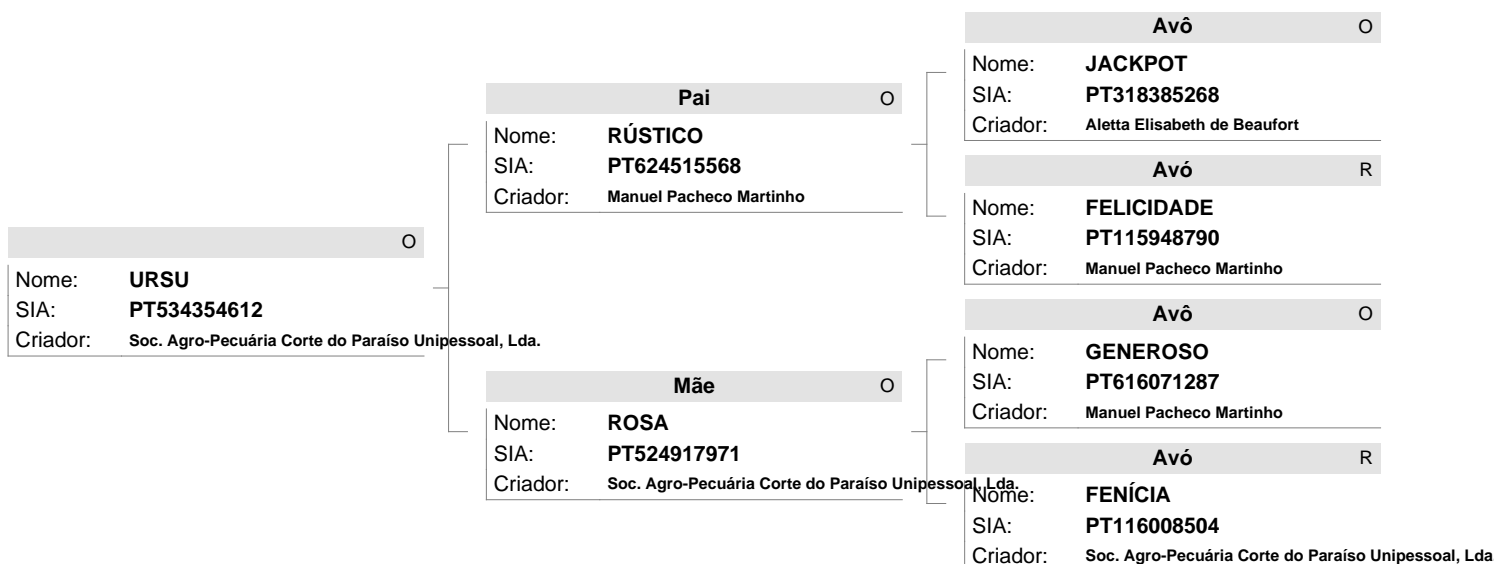 O
Nome: URSU
SIA: PT534354612
Criador: Soc. Agro-Pecuária Corte do Paraíso Unipessoal, Lda.
Pai O
Nome: RÚSTICO
SIA: PT624515568
Criador: Manuel Pacheco Martinho
Mãe O
Nome: ROSA
SIA: PT524917971
Criador: Soc. Agro-Pecuária Corte do Paraíso Unipessoal, Lda.
Avô O
Nome: JACKPOT
SIA: PT318385268
Criador: Aletta Elisabeth de Beaufort
Avó R
Nome: FELICIDADE
SIA: PT115948790
Criador: Manuel Pacheco Martinho
Avô O
Nome: GENEROSO
SIA: PT616071287
Criador: Manuel Pacheco Martinho
Avó R
Nome: FENÍCIA
SIA: PT116008504
Criador: Soc. Agro-Pecuária Corte do Paraíso Unipessoal, Lda